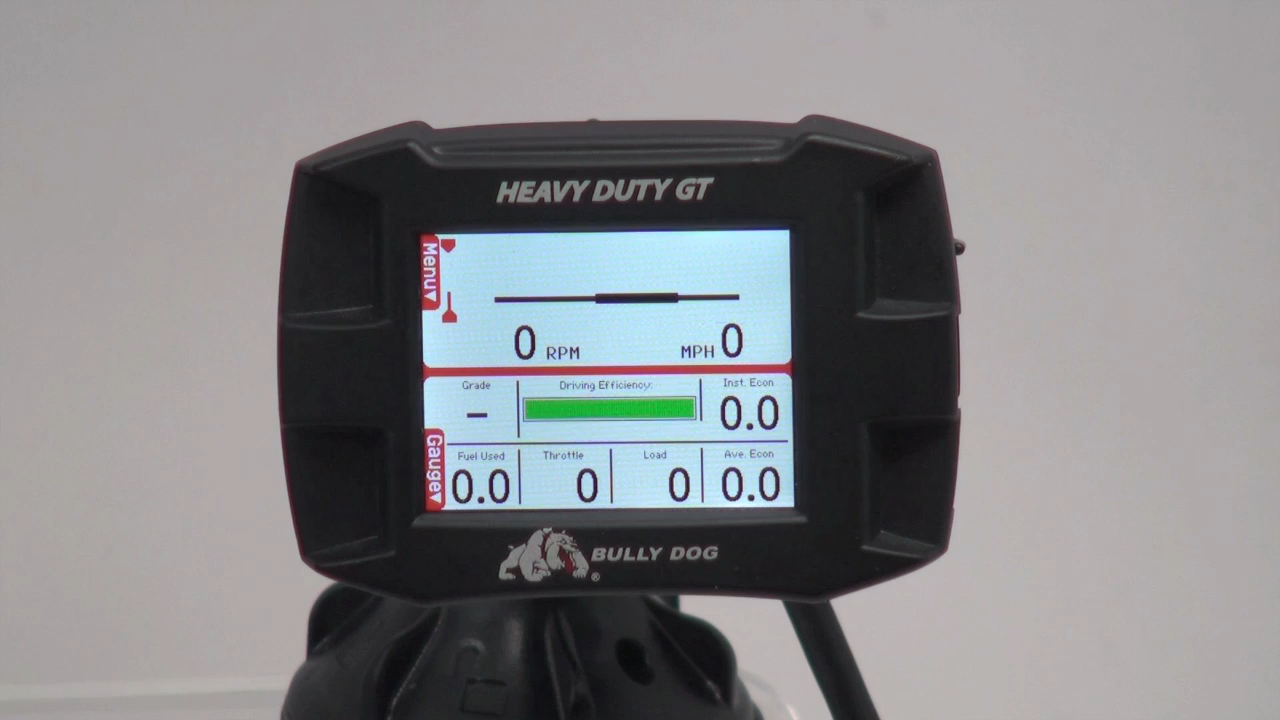 HEAVY DUTY GT
Menu▼
0 RPM MPH 0
Grade Driving Efficiency: Inst. Econ
– 0.0
Gauge▼
Fuel Used Throttle Load Ave. Econ
0.0 0 0 0.0
BULLY DOG ®